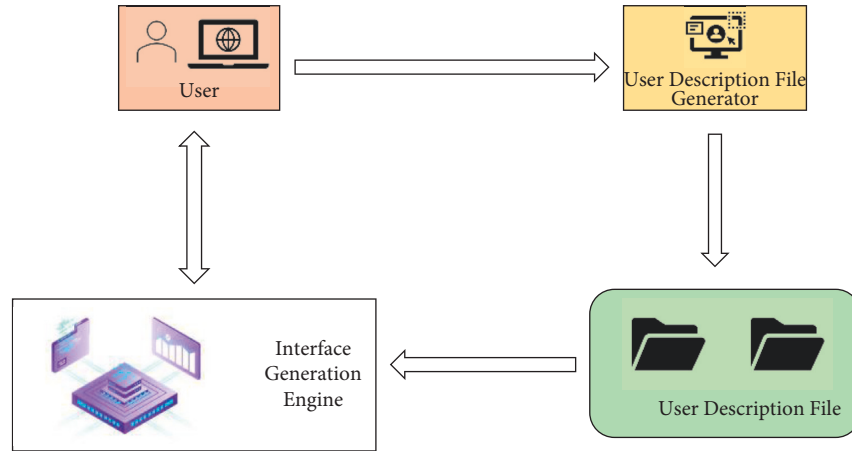 User
User Description File
Generator
Interface
Generation
Engine
User Description File